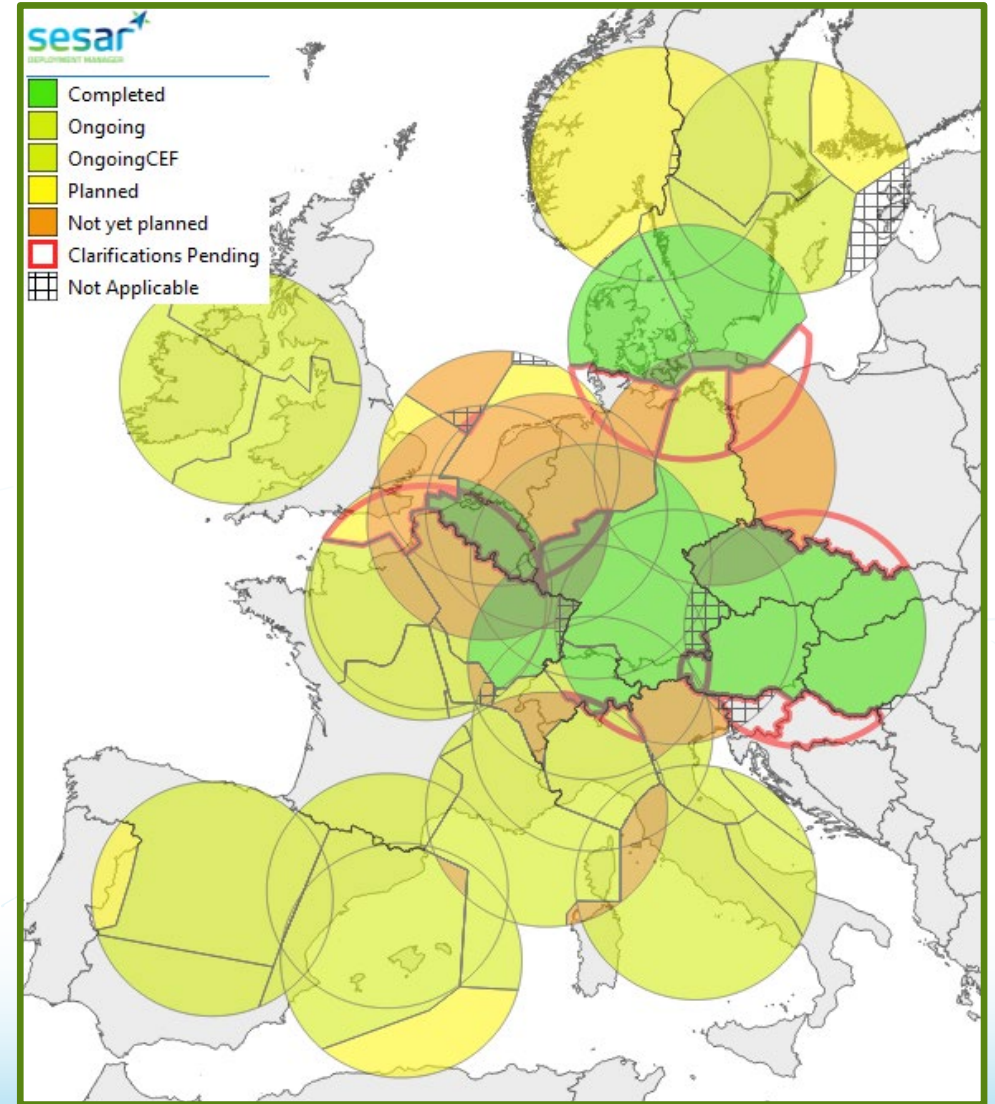 sesar
DEPLOYMENT MANAGER
Completed
Ongoing
OngoingCEF
Planned
Not yet planned
Clarifications Pending
Not Applicable